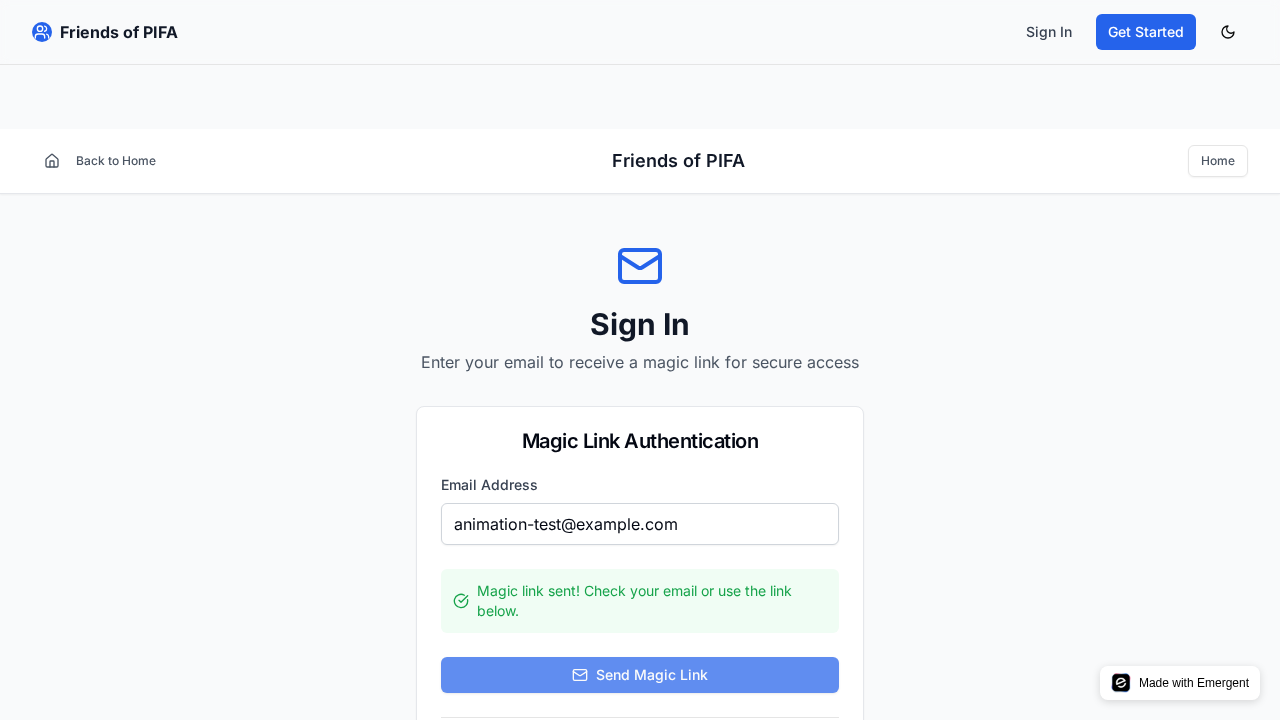 Friends of PIFA
Sign In
Get Started
Back to Home
Friends of PIFA
Home
Sign In
Enter your email to receive a magic link for secure access
Magic Link Authentication
Email Address
animation-test@example.com
Magic link sent! Check your email or use the link
below.
Send Magic Link
Made with Emergent